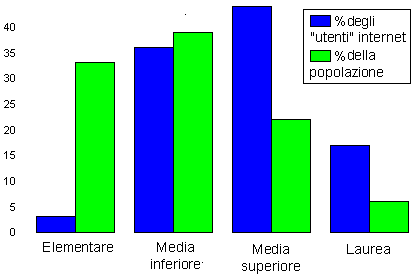 40
35
30
25
20
15
10
5
0
% degli
"utenti" internet
% della
popolazione
Elementare
Media
inferiore
Media
superiore
Laurea